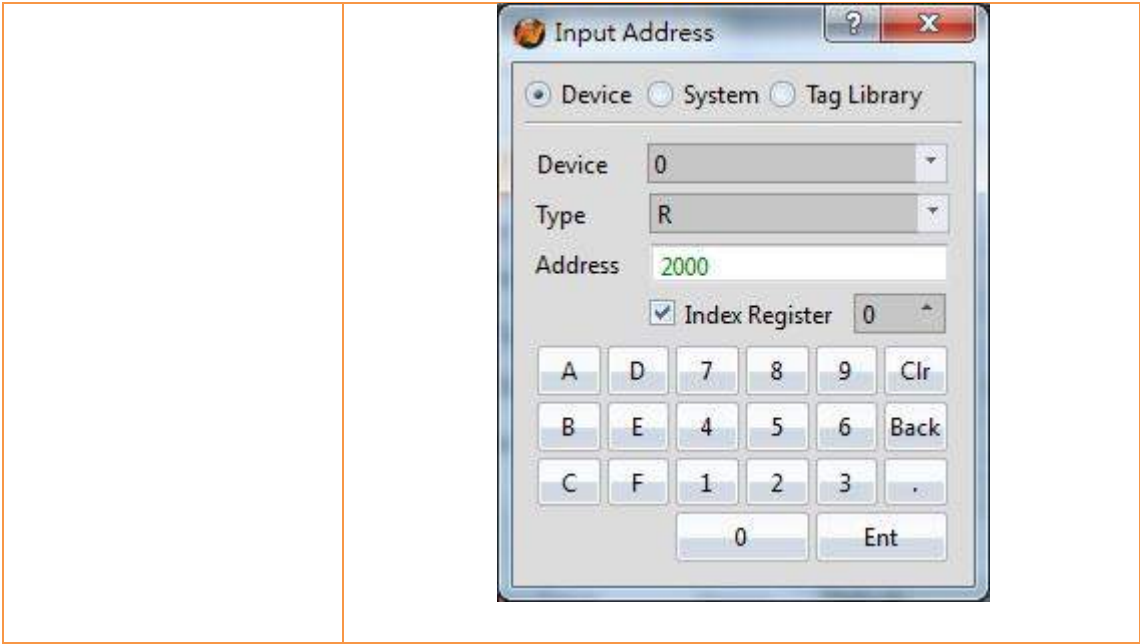 Input Address
?
X
Device System Tag Library
Device 0
Type R
Address 2000
Index Register 0
A D 7 8 9 Clr
B E 4 5 6 Back
C F 1 2 3 .
0 Ent